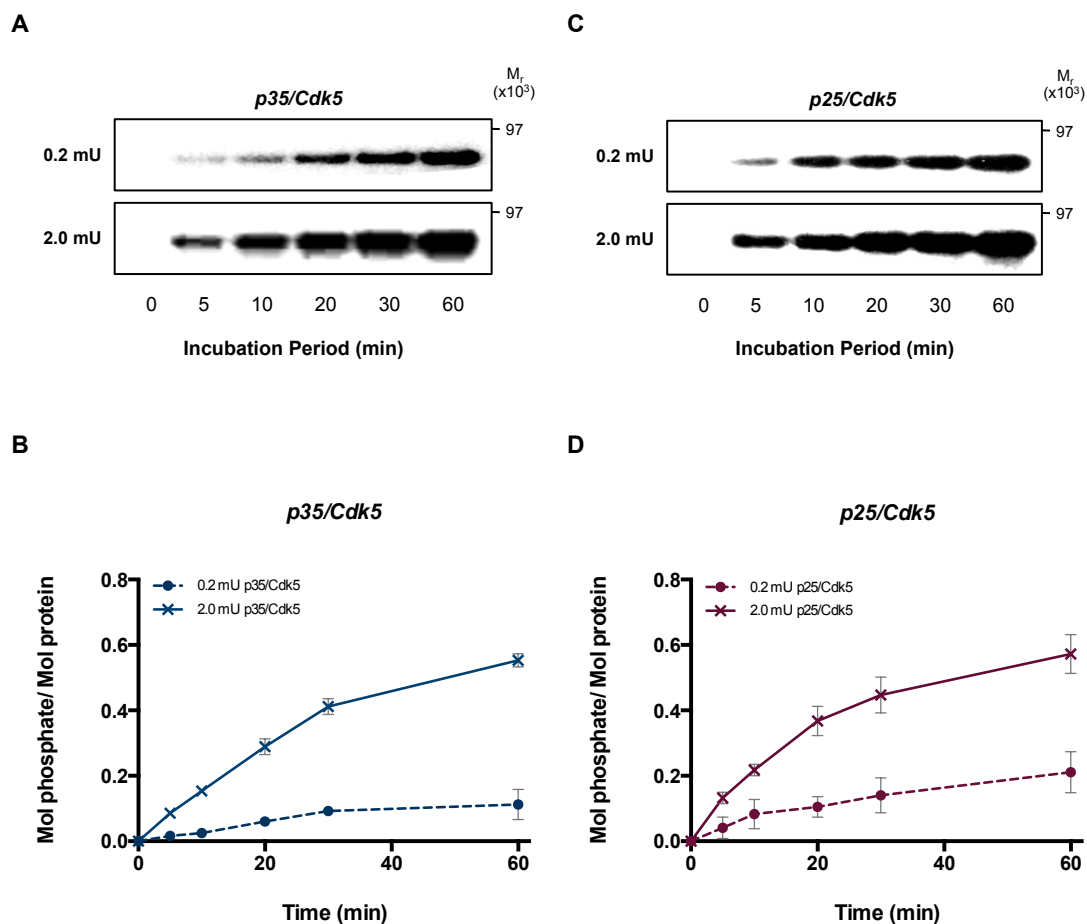 A
p35/Cdk5
Mr
(x10³)
0.2 mU
97
2.0 mU
97
0 5 10 20 30 60
Incubation Period (min)
C
p25/Cdk5
Mr
(x10³)
0.2 mU
97
2.0 mU
97
0 5 10 20 30 60
Incubation Period (min)
B
p35/Cdk5
Mol phosphate/ Mol protein
0.8
0.6
0.4
0.2
0.0
0.2 mU p35/Cdk5
2.0 mU p35/Cdk5
0 20 40 60
Time (min)
D
p25/Cdk5
Mol phosphate/ Mol protein
0.8
0.6
0.4
0.2
0.0
0.2 mU p25/Cdk5
2.0 mU p25/Cdk5
0 20 40 60
Time (min)